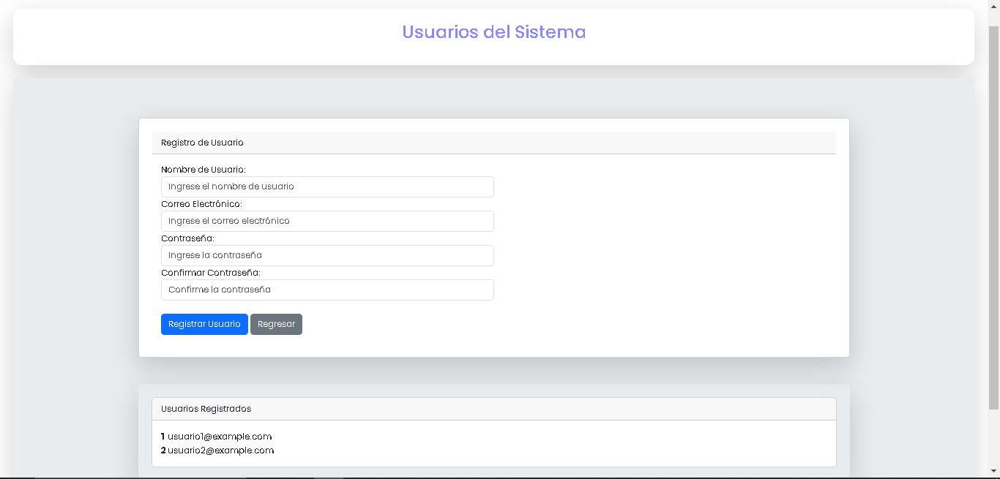 Usuarios del Sistema
Registro de Usuario
Nombre de Usuario:
Ingrese el nombre de usuario
Correo Electrónico:
Ingrese el correo electrónico
Contraseña:
Ingrese la contraseña
Confirmar Contraseña:
Confirme la contraseña
Registrar Usuario Regresar
Usuarios Registrados
1 usuario1@example.com
2 usuario2@example.com